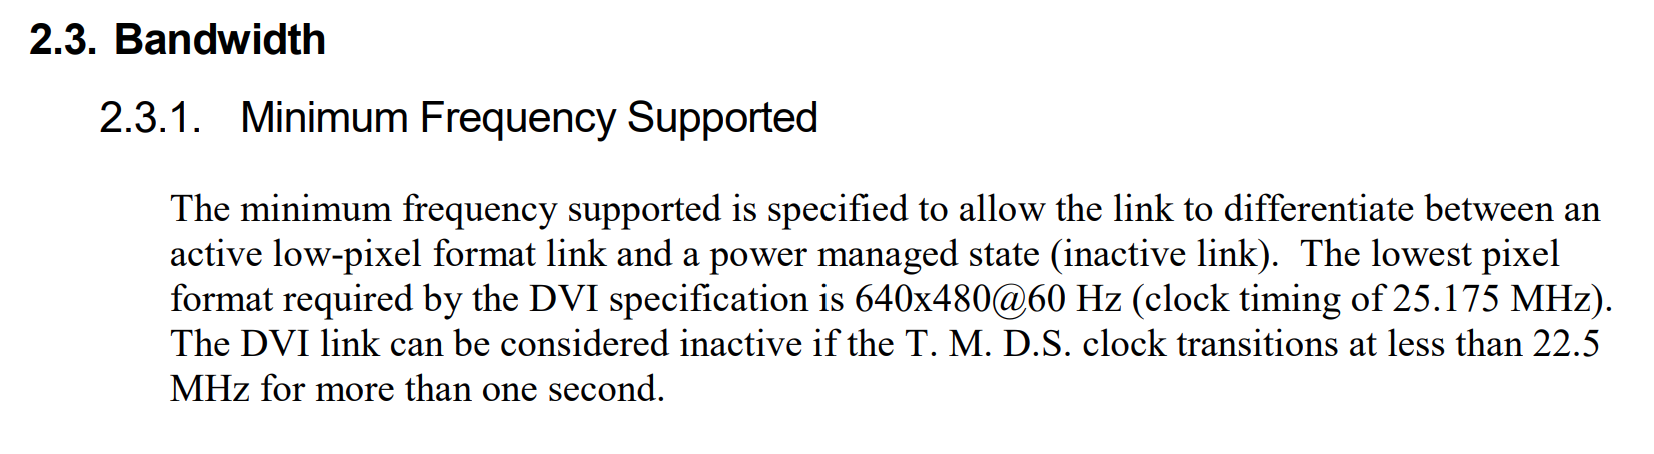 2.3. Bandwidth
2.3.1. Minimum Frequency Supported
The minimum frequency supported is specified to allow the link to differentiate between an
active low-pixel format link and a power managed state (inactive link).  The lowest pixel
format required by the DVI specification is 640x480@60 Hz (clock timing of 25.175 MHz).
The DVI link can be considered inactive if the T. M. D.S. clock transitions at less than 22.5
MHz for more than one second.